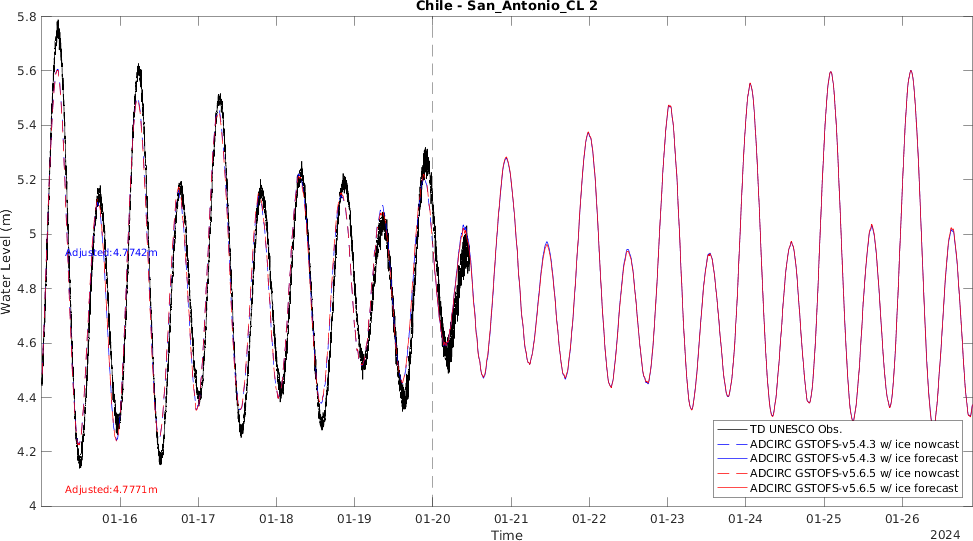 Chile - San_Antonio_CL 2
Water Level (m)
5.8
5.6
5.4
5.2
5
4.8
4.6
4.4
4.2
4
Adjusted:4.7742m
Adjusted:4.7771m
TD UNESCO Obs.
ADCIRC GSTOFS-v5.4.3 w/ ice nowcast
ADCIRC GSTOFS-v5.4.3 w/ ice forecast
ADCIRC GSTOFS-v5.6.5 w/ ice nowcast
ADCIRC GSTOFS-v5.6.5 w/ ice forecast
01-16 01-17 01-18 01-19 01-20 01-21 01-22 01-23 01-24 01-25 01-26
Time
2024